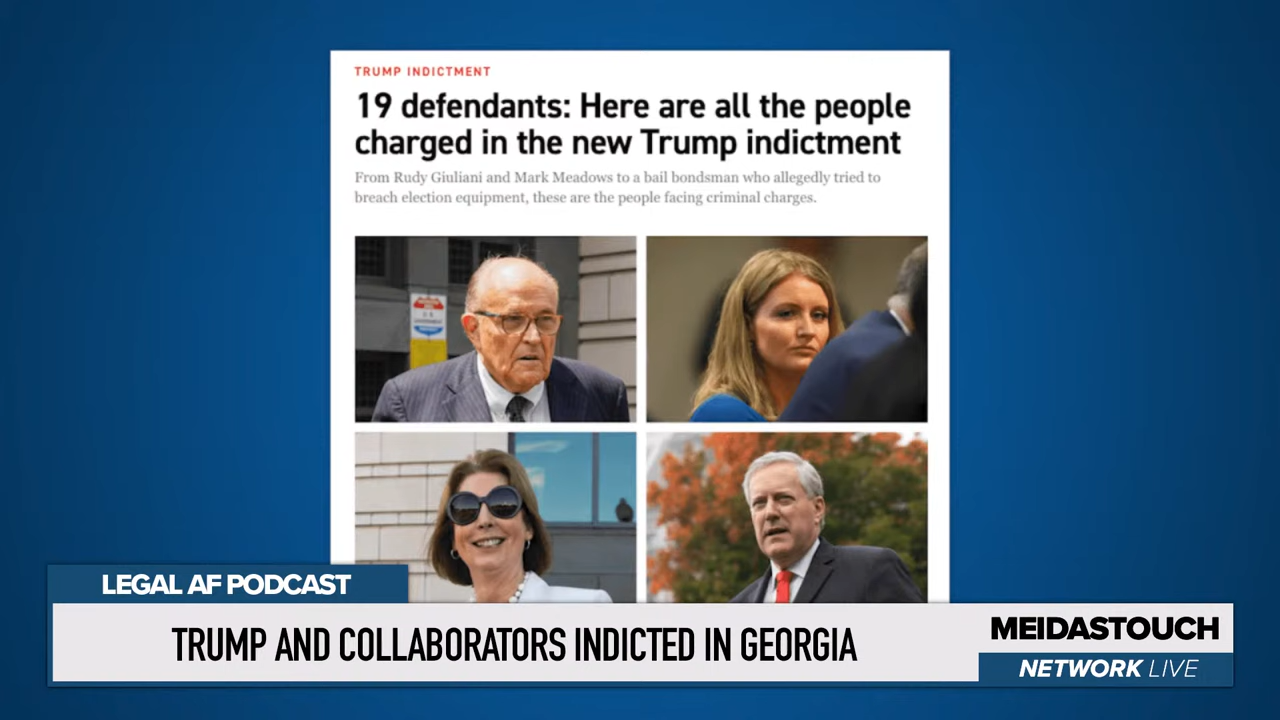 TRUMP INDICTMENT
19 defendants: Here are all the people
charged in the new Trump indictment
From Rudy Giuliani and Mark Meadows to a bail bondsman who allegedly tried to
breach election equipment, these are the people facing criminal charges.
LEGAL AF PODCAST
TRUMP AND COLLABORATORS INDICTED IN GEORGIA
MEIDASTOUCH
NETWORK LIVE